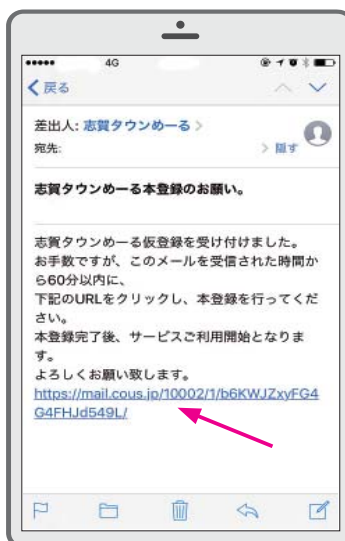 4G
戻る
差出人: 志賀タウンめーる
宛先:
隠す
志賀タウンめーる本登録のお願い。
志賀タウンめーる仮登録を受け付けました。
お手数ですが、このメールを受信された時間か
ら60分以内に、
下記のURLをクリックし、本登録を行ってくだ
さい。
本登録完了後、サービスご利用開始となりま
す。
よろしくお願い致します。
https://mail.cous.jp/10002/1/b6KWJZxyFG4
G4FHJd549L/